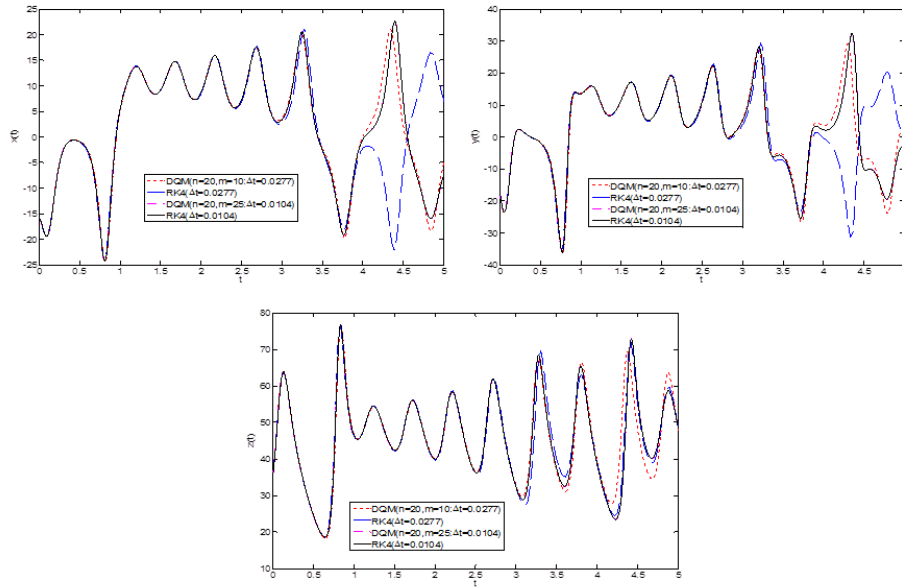 25
20
15
10
5
0
-5
-10
-15
-20
-25
x(t)
0 0.5 1 1.5 2 2.5 3 3.5 4 4.5 5
t
DQM(n=20,m=10:Δt=0.0277)
RK4(Δt=0.0277)
DQM(n=20,m=25:Δt=0.0104)
RK4(Δt=0.0104)
40
30
20
10
0
-10
-20
-30
-40
y(t)
0 0.5 1 1.5 2 2.5 3 3.5 4 4.5 5
t
DQM(n=20,m=10:Δt=0.0277)
RK4(Δt=0.0277)
DQM(n=20,m=25:Δt=0.0104)
RK4(Δt=0.0104)
80
70
60
50
40
30
20
10
z(t)
0 0.5 1 1.5 2 2.5 3 3.5 4 4.5 5
t
DQM(n=20,m=10:Δt=0.0277)
RK4(Δt=0.0277)
DQM(n=20,m=25:Δt=0.0104)
RK4(Δt=0.0104)